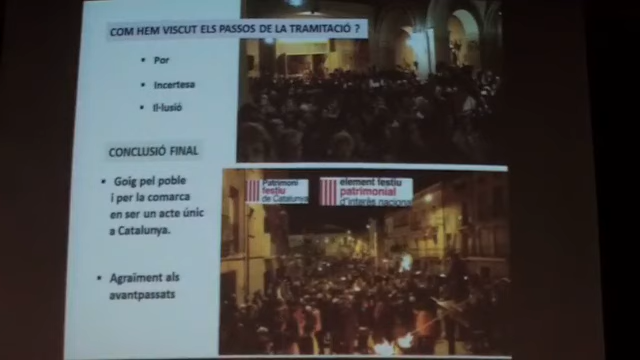 COM HEM VISCUT ELS PASSOS DE LA TRAMITACIÓ ?
▪ Por
▪ Incertesa
▪ Il·lusió
CONCLUSIÓ FINAL
▪ Goig pel poble
i per la comarca
en ser un acte únic
a Catalunya.
▪ Agraïment als
avantpassats
Patrimoni
festiu
de Catalunya
element festiu
patrimonial
d'interès nacional